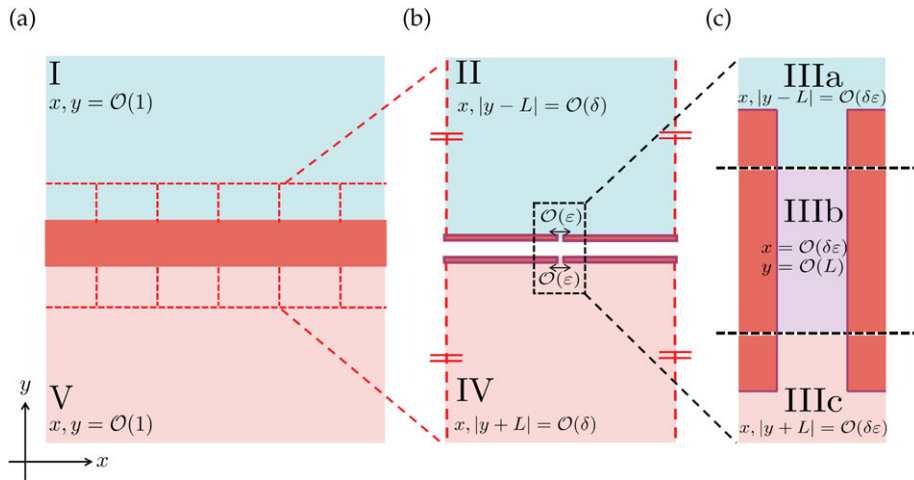 (a)
I
x, y = 𝒪(1)
V
x, y = 𝒪(1)
y
x
(b)
II
x, |y − L| = 𝒪(δ)
𝒪(ε)
𝒪(ε)
IV
x, |y + L| = 𝒪(δ)
(c)
IIIa
x, |y − L| = 𝒪(δε)
IIIb
x = 𝒪(δε)
y = 𝒪(L)
IIIc
x, |y + L| = 𝒪(δε)